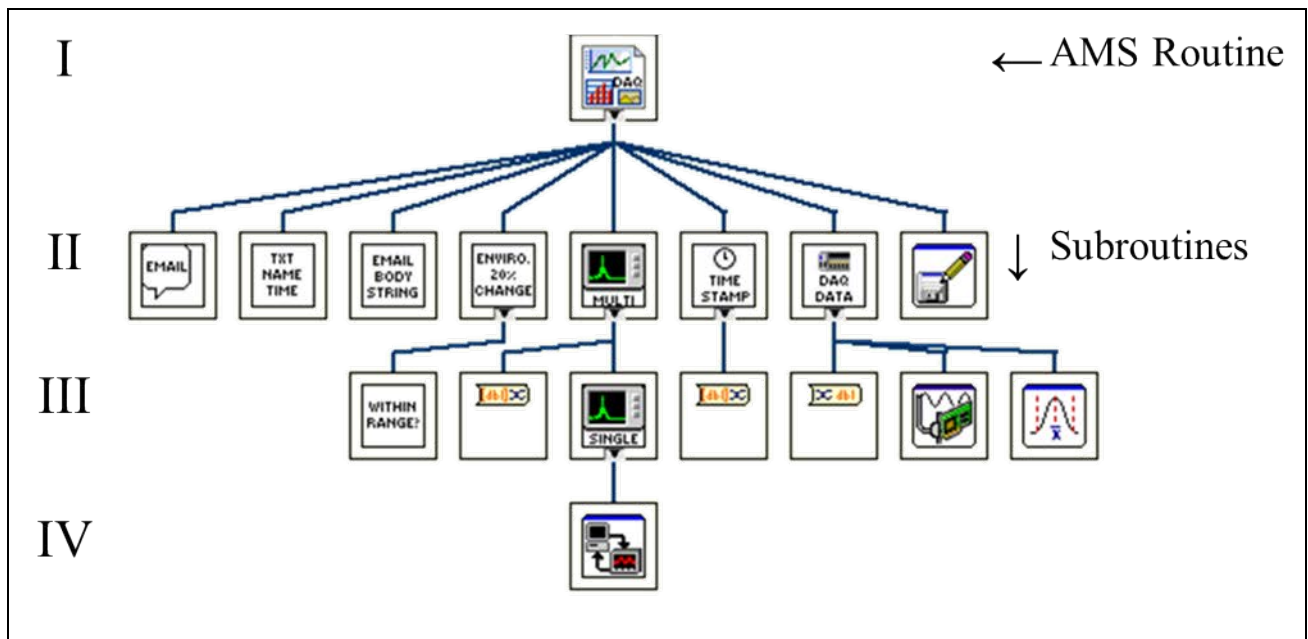 I
← AMS Routine
DAQ
II
↓ Subroutines
EMAIL
TXT
NAME
TIME
EMAIL
BODY
STRING
ENVIRO.
20%
CHANGE
MULTI
TIME
STAMP
DAQ
DATA
III
WITHIN
RANGE?
SINGLE
x̄
IV